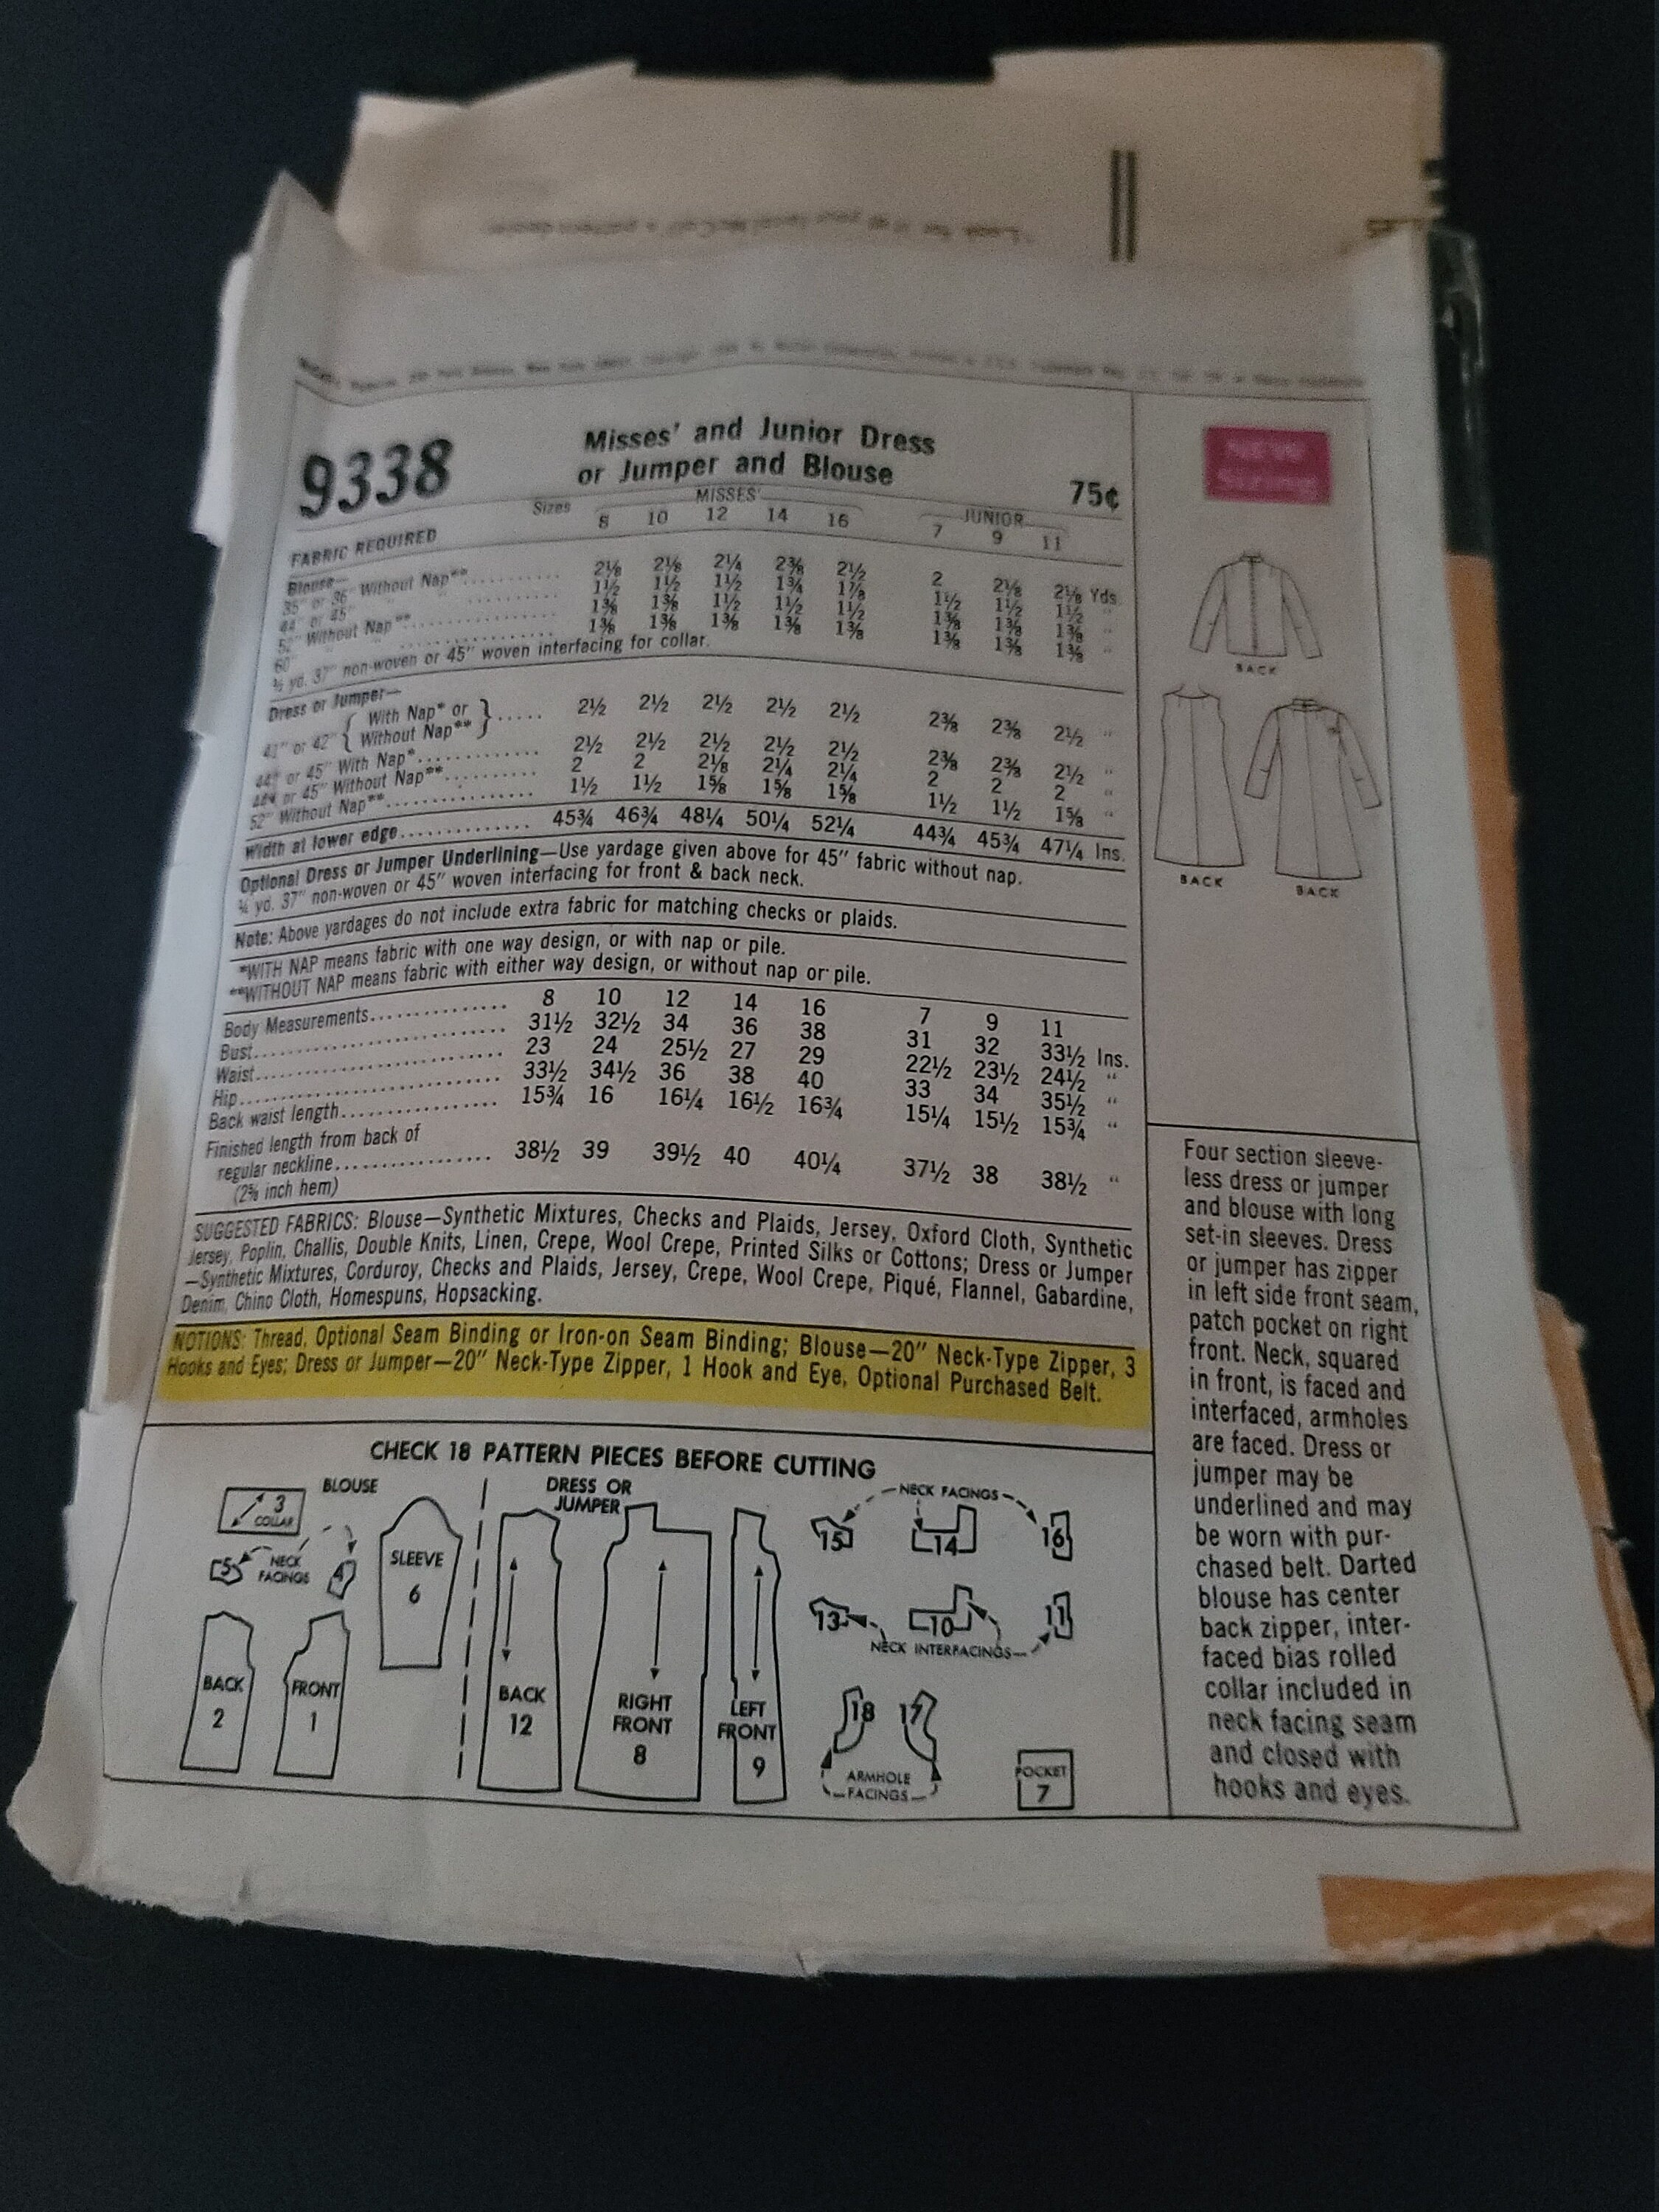 9338
Misses' and Junior Dress
or Jumper and Blouse
75¢
NEW
Sizing
Sizes MISSES' JUNIOR
8 10 12 14 16 7 9 11
FABRIC REQUIRED
Blouse—
35" or 36" Without Nap** 2⅛ 2⅛ 2¼ 2⅜ 2½ 2 2⅛ 2⅛ Yds.
44" or 45" " " 1½ 1½ 1½ 1¾ 1⅞ 1½ 1½ 1½ "
52" Without Nap** 1⅜ 1⅜ 1½ 1½ 1½ 1⅜ 1⅜ 1⅜ "
60" " " 1⅜ 1⅜ 1⅜ 1⅜ 1⅜ 1⅜ 1⅜ 1⅜ "
yd. 37" non-woven or 45" woven interfacing for collar.
Dress or Jumper—
41" or 42" { With Nap* or Without Nap** } 2½ 2½ 2½ 2½ 2½ 2⅜ 2⅜ 2½ "
44" or 45" With Nap* 2½ 2½ 2½ 2½ 2½ 2⅜ 2⅜ 2½ "
44" or 45" Without Nap** 2 2 2⅛ 2¼ 2¼ 2 2 2 "
52" Without Nap** 1½ 1½ 1⅝ 1⅝ 1⅝ 1½ 1½ 1⅝ "
Width at lower edge 45¾ 46¾ 48¼ 50¼ 52¼ 44¾ 45¾ 47¼ Ins.
Optional Dress or Jumper Underlining—Use yardage given above for 45" fabric without nap.
¼ yd. 37" non-woven or 45" woven interfacing for front & back neck.
Note: Above yardages do not include extra fabric for matching checks or plaids.
*WITH NAP means fabric with one way design, or with nap or pile.
**WITHOUT NAP means fabric with either way design, or without nap or pile.
Body Measurements 8 10 12 14 16 7 9 11
Bust 31½ 32½ 34 36 38 31 32 33½ Ins.
Waist 23 24 25½ 27 29 22½ 23½ 24½ "
Hip 33½ 34½ 36 38 40 33 34 35½ "
Back waist length 15¾ 16 16¼ 16½ 16¾ 15¼ 15½ 15¾ "
Finished length from back of
regular neckline 38½ 39 39½ 40 40¼ 37½ 38 38½ "
(2⅝ inch hem)
SUGGESTED FABRICS: Blouse—Synthetic Mixtures, Checks and Plaids, Jersey, Oxford Cloth, Synthetic
Jersey, Poplin, Challis, Double Knits, Linen, Crepe, Wool Crepe, Printed Silks or Cottons; Dress or Jumper
—Synthetic Mixtures, Corduroy, Checks and Plaids, Jersey, Crepe, Wool Crepe, Piqué, Flannel, Gabardine,
Denim, Chino Cloth, Homespuns, Hopsacking.
NOTIONS: Thread, Optional Seam Binding or Iron-on Seam Binding; Blouse—20" Neck-Type Zipper, 3
Hooks and Eyes; Dress or Jumper—20" Neck-Type Zipper, 1 Hook and Eye, Optional Purchased Belt.
BACK
BACK
BACK
Four section sleeve-
less dress or jumper
and blouse with long
set-in sleeves. Dress
or jumper has zipper
in left side front seam,
patch pocket on right
front. Neck, squared
in front, is faced and
interfaced, armholes
are faced. Dress or
jumper may be
underlined and may
be worn with pur-
chased belt. Darted
blouse has center
back zipper, inter-
faced bias rolled
collar included in
neck facing seam
and closed with
hooks and eyes.
CHECK 18 PATTERN PIECES BEFORE CUTTING
BLOUSE
3
COLLAR
5
NECK
FACINGS
4
SLEEVE
6
BACK
2
FRONT
1
DRESS OR
JUMPER
BACK
12
RIGHT
FRONT
8
LEFT
FRONT
9
NECK FACINGS
15 14 16
13 10 11
NECK INTERFACINGS
18 17
ARMHOLE
FACINGS
POCKET
7